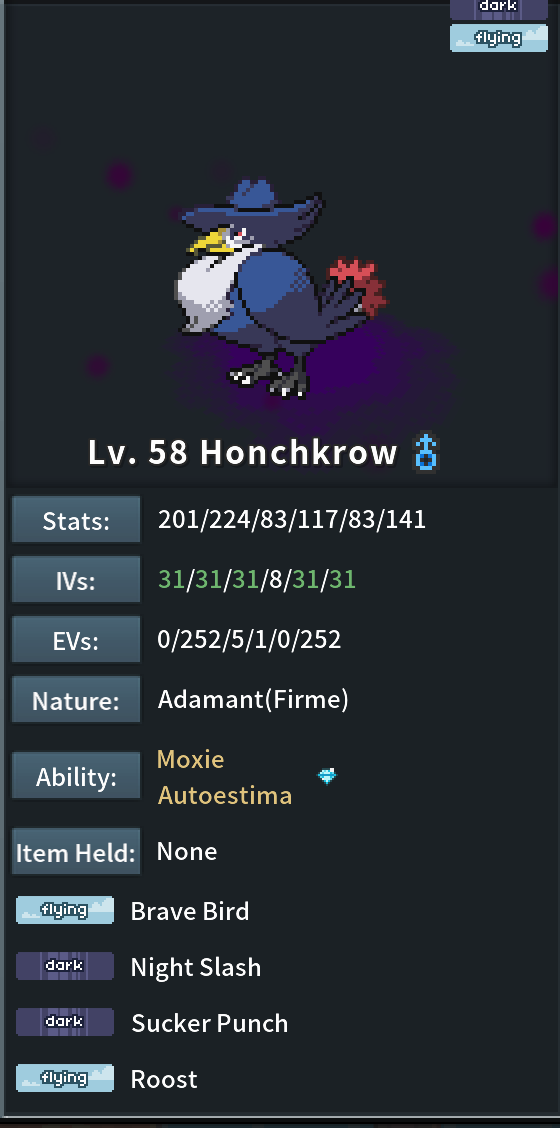 dark
flying
Lv. 58 Honchkrow
Stats: 201/224/83/117/83/141
IVs: 31/31/31/8/31/31
EVs: 0/252/5/1/0/252
Nature: Adamant(Firme)
Ability: Moxie
Autoestima
Item Held: None
flying Brave Bird
dark Night Slash
dark Sucker Punch
flying Roost